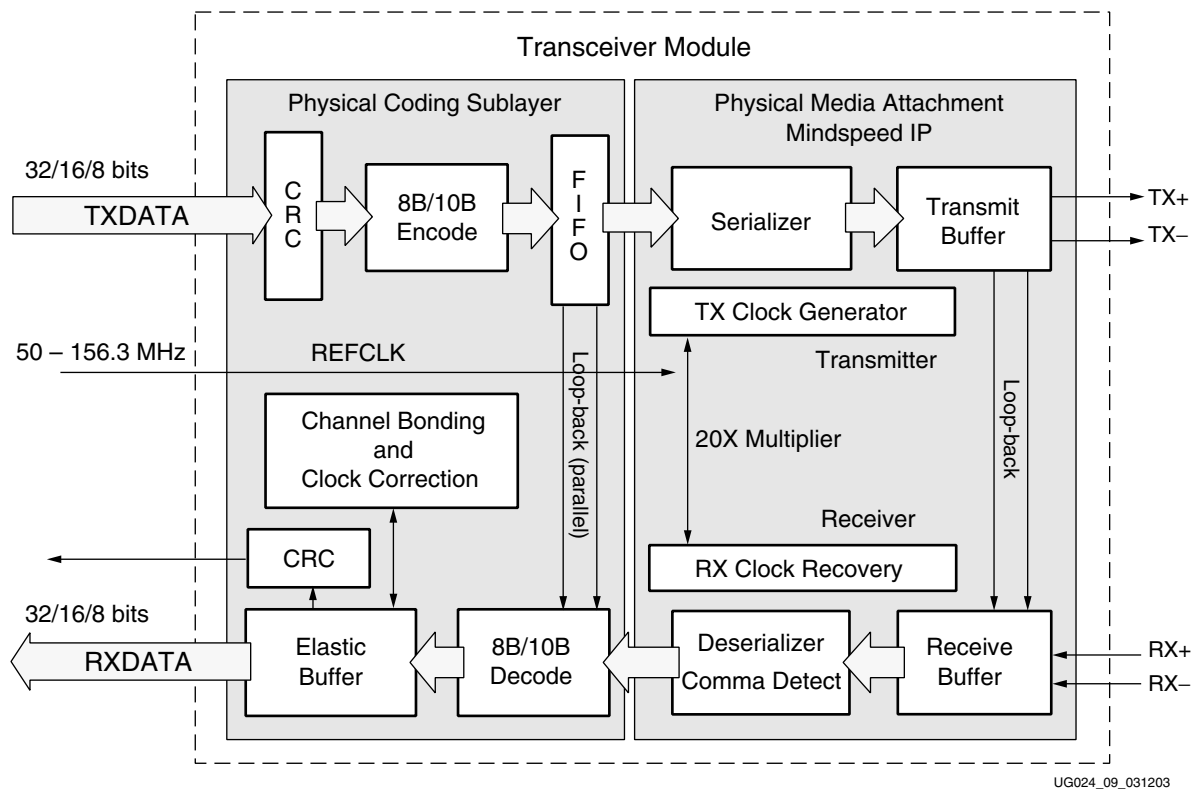 Transceiver Module
Physical Coding Sublayer
Physical Media Attachment
Mindspeed IP
32/16/8 bits
TXDATA
CRC
8B/10B
Encode
FIFO
Serializer
Transmit
Buffer
TX+
TX–
TX Clock Generator
50 – 156.3 MHz
REFCLK
Transmitter
Loop-back (parallel)
Loop-back
Channel Bonding
and
Clock Correction
20X Multiplier
Receiver
CRC
RX Clock Recovery
32/16/8 bits
RXDATA
Elastic
Buffer
8B/10B
Decode
Deserializer
Comma Detect
Receive
Buffer
RX+
RX–
UG024_09_031203